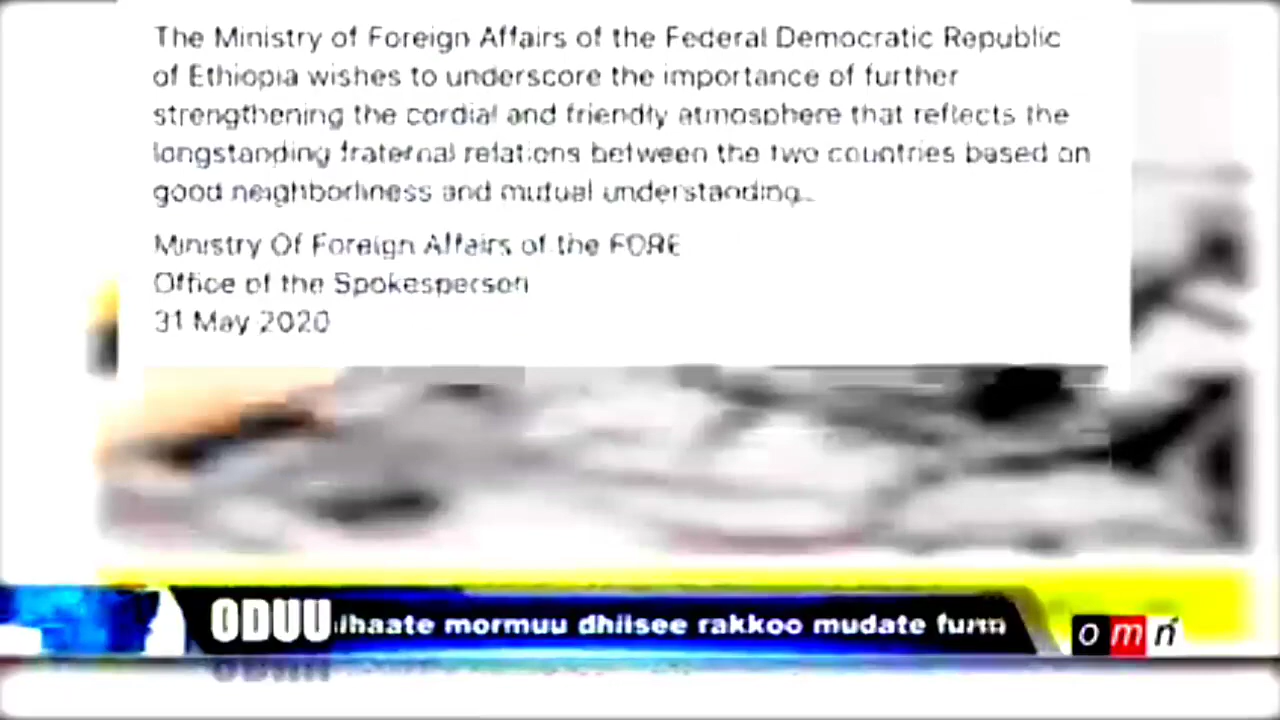 The Ministry of Foreign Affairs of the Federal Democratic Republic
of Ethiopia wishes to underscore the importance of further
strengthening the cordial and friendly atmosphere that reflects the
longstanding fraternal relations between the two countries based on
good neighborliness and mutual understanding.
Ministry Of Foreign Affairs of the FDRE
Office of the Spokesperson
31 May 2020
ODUU
mormuu dhiisee rakkoo mudate
omn